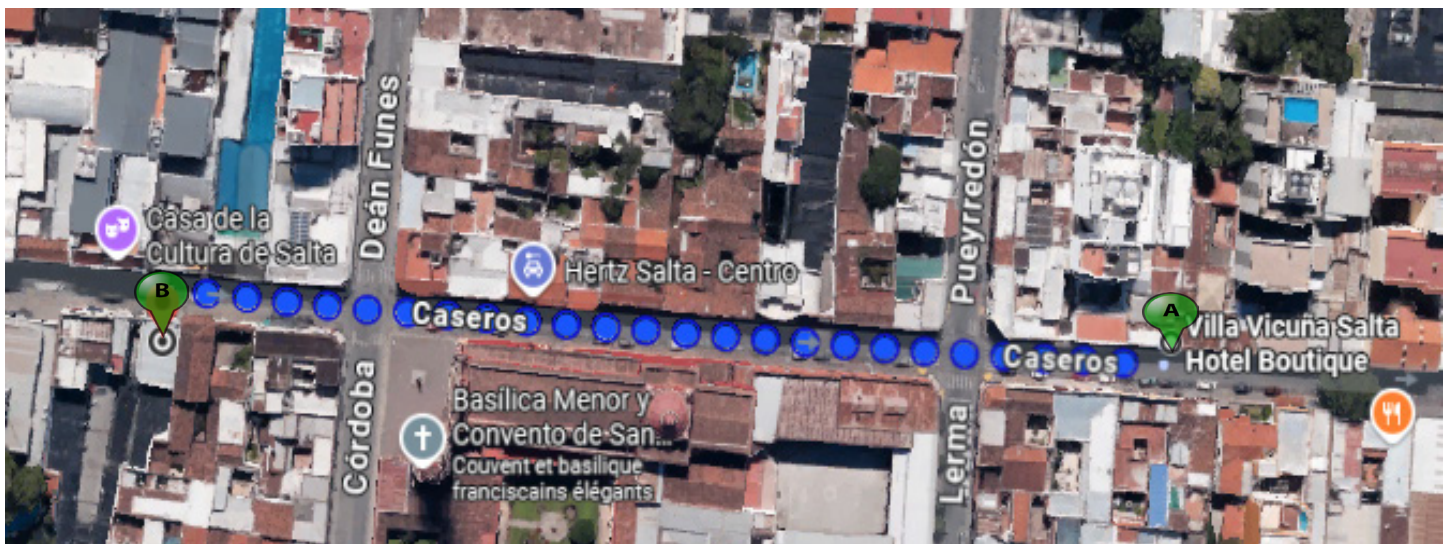 Deán Funes
Pueyrredón
Casa de la
Cultura de Salta
B
Hertz Salta - Centro
A
Caseros
Villa Vicuña Salta
Hotel Boutique
Caseros
Basílica Menor y
Convento de San...
Couvent et basilique
franciscains élégants
Córdoba
Lerma